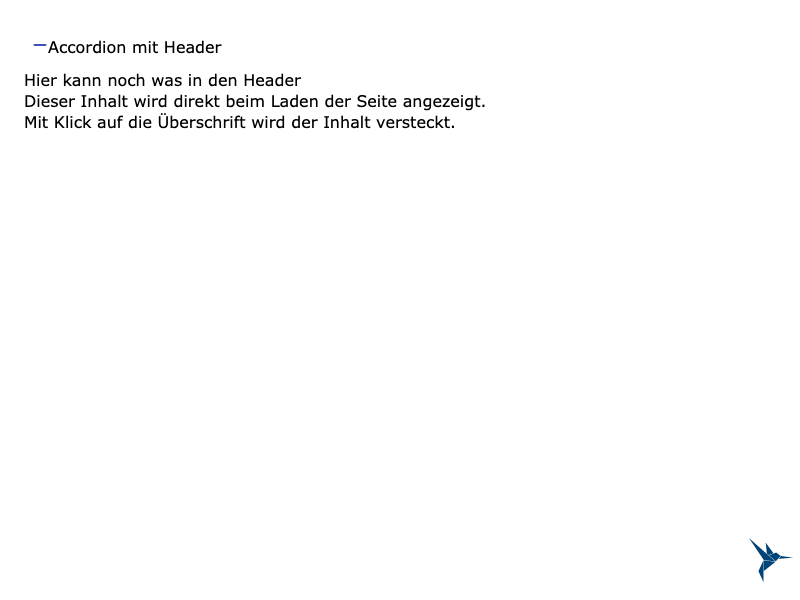 Accordion mit Header
Hier kann noch was in den Header
Dieser Inhalt wird direkt beim Laden der Seite angezeigt.
Mit Klick auf die Überschrift wird der Inhalt versteckt.